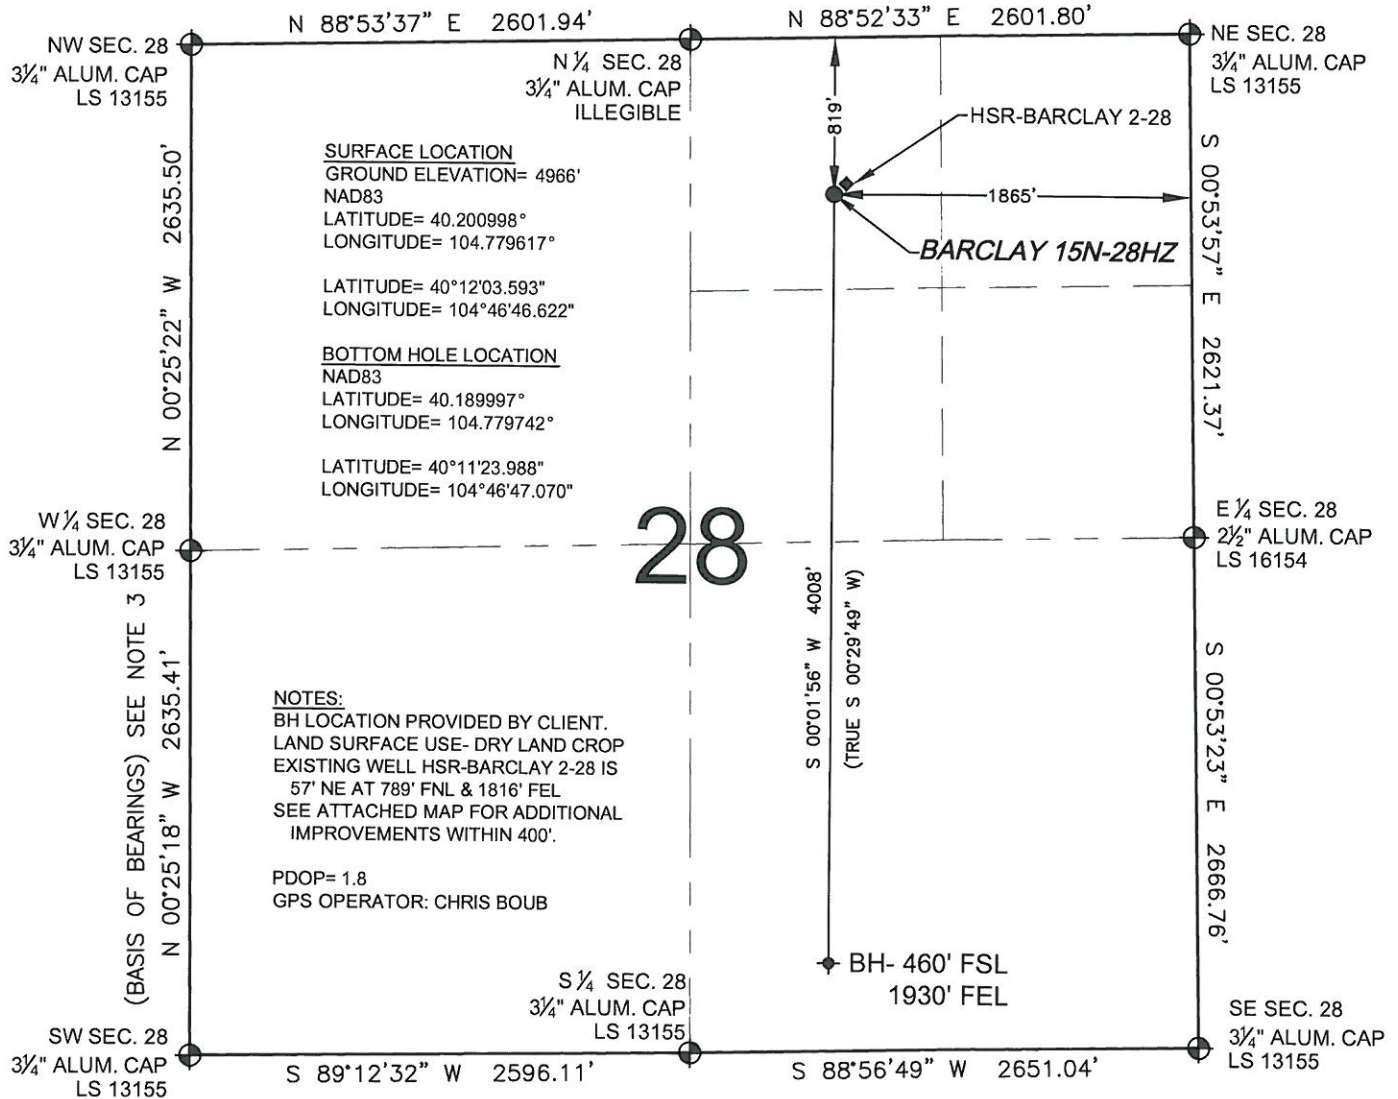 N 88°53'37" E 2601.94'
N 88°52'33" E 2601.80'
NW SEC. 28
3¼" ALUM. CAP
LS 13155
N ¼ SEC. 28
3¼" ALUM. CAP
ILLEGIBLE
NE SEC. 28
3¼" ALUM. CAP
LS 13155
819'
HSR-BARCLAY 2-28
1865'
BARCLAY 15N-28HZ
SURFACE LOCATION
GROUND ELEVATION= 4966'
NAD83
LATITUDE= 40.200998°
LONGITUDE= 104.779617°
LATITUDE= 40°12'03.593"
LONGITUDE= 104°46'46.622"
BOTTOM HOLE LOCATION
NAD83
LATITUDE= 40.189997°
LONGITUDE= 104.779742°
LATITUDE= 40°11'23.988"
LONGITUDE= 104°46'47.070"
N 00°25'22" W 2635.50'
S 00°53'57" E 2621.37'
W ¼ SEC. 28
3¼" ALUM. CAP
LS 13155
28
E ¼ SEC. 28
2½" ALUM. CAP
LS 16154
S 00°01'56" W 4008'
(TRUE S 00°29'49" W)
(BASIS OF BEARINGS) SEE NOTE 3
N 00°25'18" W 2635.41'
S 00°53'23" E 2666.76'
NOTES:
BH LOCATION PROVIDED BY CLIENT.
LAND SURFACE USE- DRY LAND CROP
EXISTING WELL HSR-BARCLAY 2-28 IS
57' NE AT 789' FNL & 1816' FEL
SEE ATTACHED MAP FOR ADDITIONAL
IMPROVEMENTS WITHIN 400'.
PDOP= 1.8
GPS OPERATOR: CHRIS BOUB
BH- 460' FSL
1930' FEL
SW SEC. 28
3¼" ALUM. CAP
LS 13155
S ¼ SEC. 28
3¼" ALUM. CAP
LS 13155
SE SEC. 28
3¼" ALUM. CAP
LS 13155
S 89°12'32" W 2596.11'
S 88°56'49" W 2651.04'